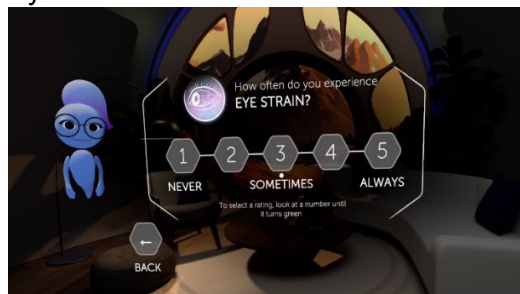 How often do you experience
EYE STRAIN?
1 2 3 4 5
NEVER SOMETIMES ALWAYS
To select a rating, look at a number until
it turns green
←
BACK